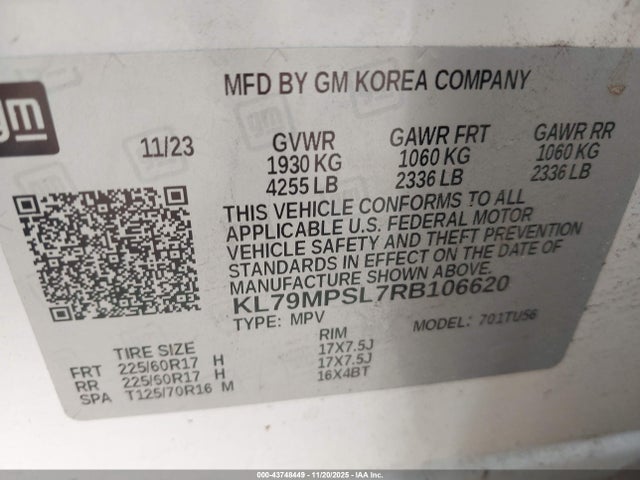 MFD BY GM KOREA COMPANY
gm
11/23
GVWR
1930 KG
4255 LB
GAWR FRT
1060 KG
2336 LB
GAWR RR
1060 KG
2336 LB
THIS VEHICLE CONFORMS TO ALL
APPLICABLE U.S. FEDERAL MOTOR
VEHICLE SAFETY AND THEFT PREVENTION
STANDARDS IN EFFECT ON THE DATE OF
MANUFACTURE SHOWN ABOVE.
KL79MPSL7RB106620
TYPE: MPV
MODEL: 701TU56
TIRE SIZE
RIM
FRT 225/60R17 H 17X7.5J
RR 225/60R17 H 17X7.5J
SPA T125/70R16 M 16X4BT
000-43748449 - 11/20/2025 - IAA Inc.